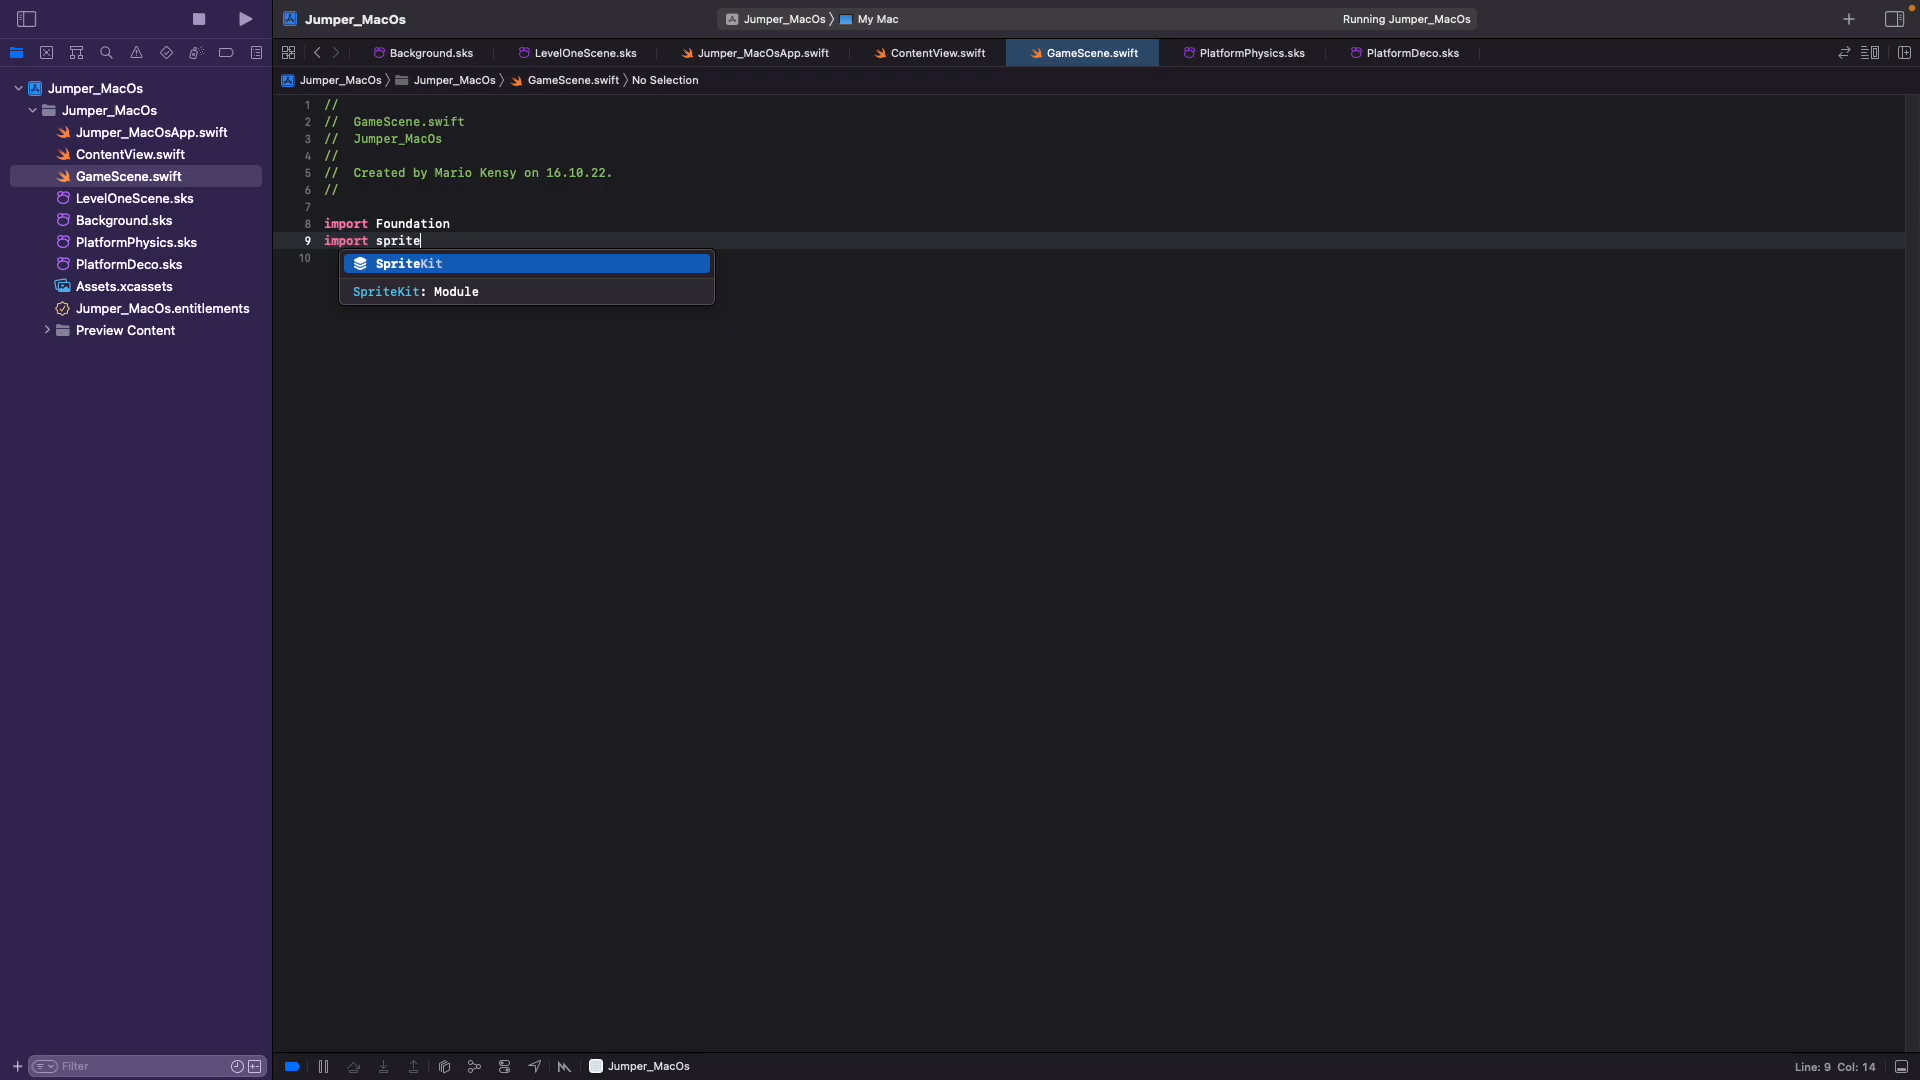 Jumper_MacOs
Jumper_MacOs 〉 My Mac
Running Jumper_MacOs
Background.sks
LevelOneScene.sks
Jumper_MacOsApp.swift
ContentView.swift
GameScene.swift
PlatformPhysics.sks
PlatformDeco.sks
Jumper_MacOs 〉 Jumper_MacOs 〉 GameScene.swift 〉 No Selection
Jumper_MacOs
Jumper_MacOs
Jumper_MacOsApp.swift
ContentView.swift
GameScene.swift
LevelOneScene.sks
Background.sks
PlatformPhysics.sks
PlatformDeco.sks
Assets.xcassets
Jumper_MacOs.entitlements
Preview Content
1 //
2 // GameScene.swift
3 // Jumper_MacOs
4 //
5 // Created by Mario Kensy on 16.10.22.
6 //
7
8 import Foundation
9 import sprite
10
SpriteKit
SpriteKit: Module
Filter
Jumper_MacOs
Line: 9 Col: 14